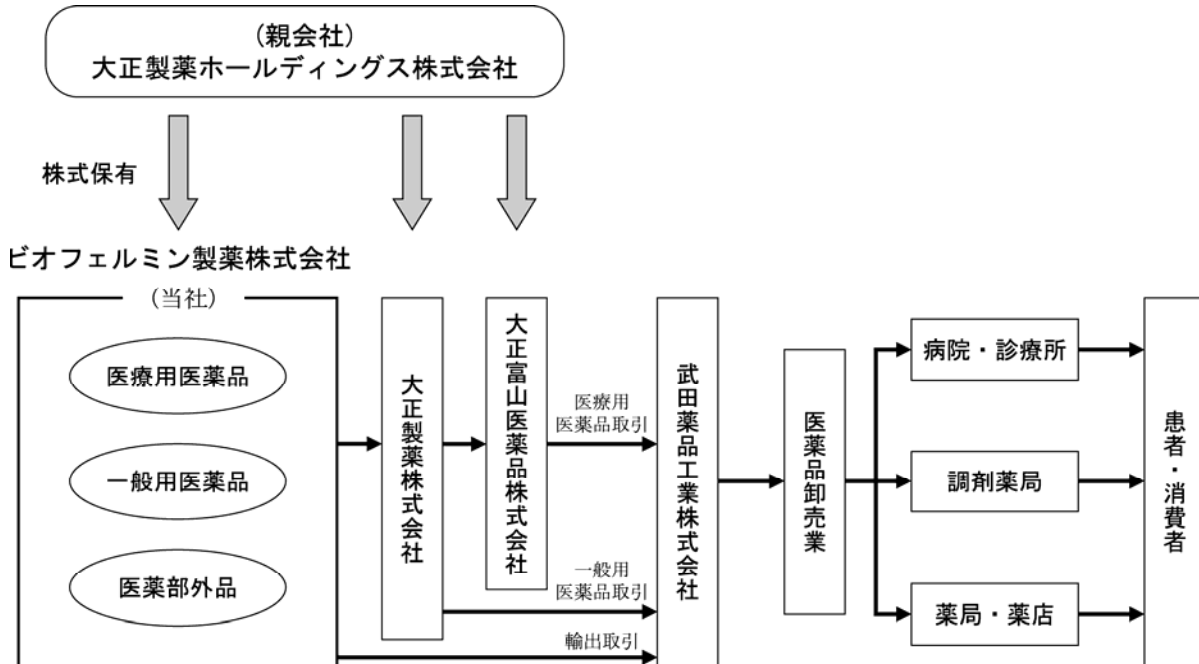 (親会社)
大正製薬ホールディングス株式会社
株式保有
ビオフェルミン製薬株式会社
(当社)
医療用医薬品
一般用医薬品
医薬部外品
大正製薬株式会社
大正富山医薬品株式会社
医療用
医薬品取引
一般用
医薬品取引
輸出取引
武田薬品工業株式会社
医薬品卸売業
病院・診療所
調剤薬局
薬局・薬店
患者・消費者